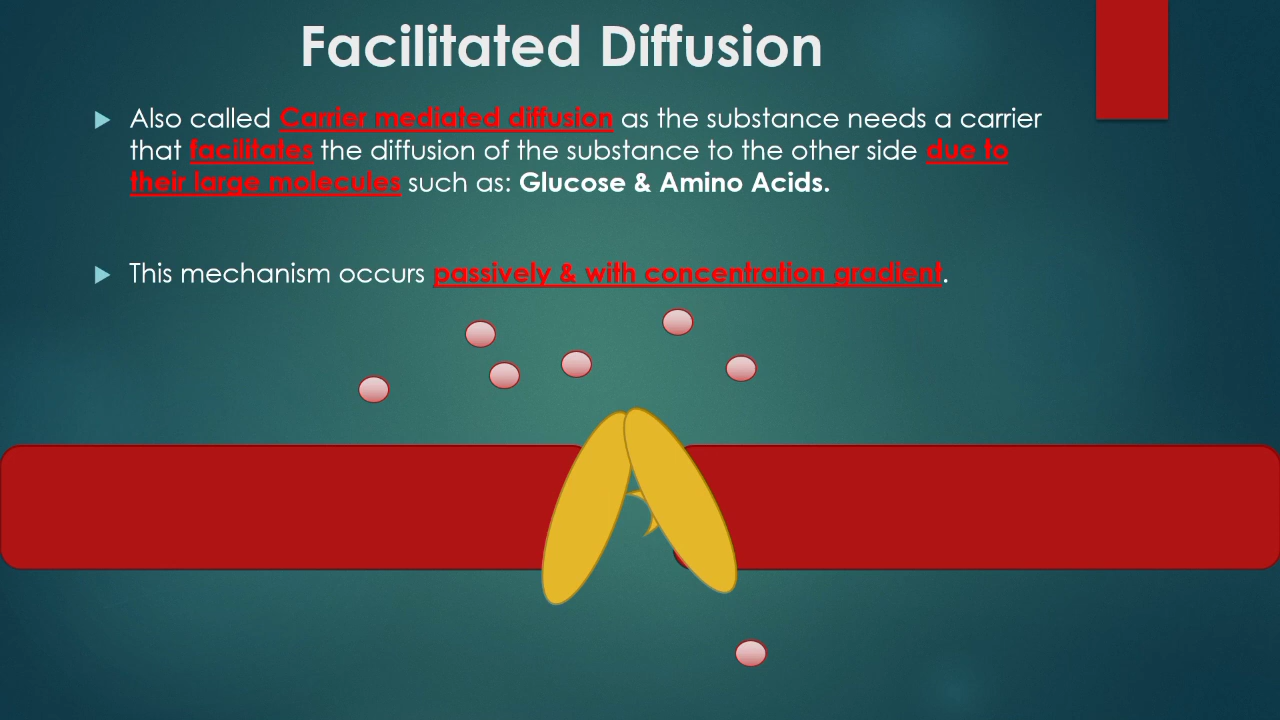 Facilitated Diffusion
Also called Carrier mediated diffusion as the substance needs a carrier
that facilitates the diffusion of the substance to the other side due to
their large molecules such as: Glucose & Amino Acids.
This mechanism occurs passively & with concentration gradient.